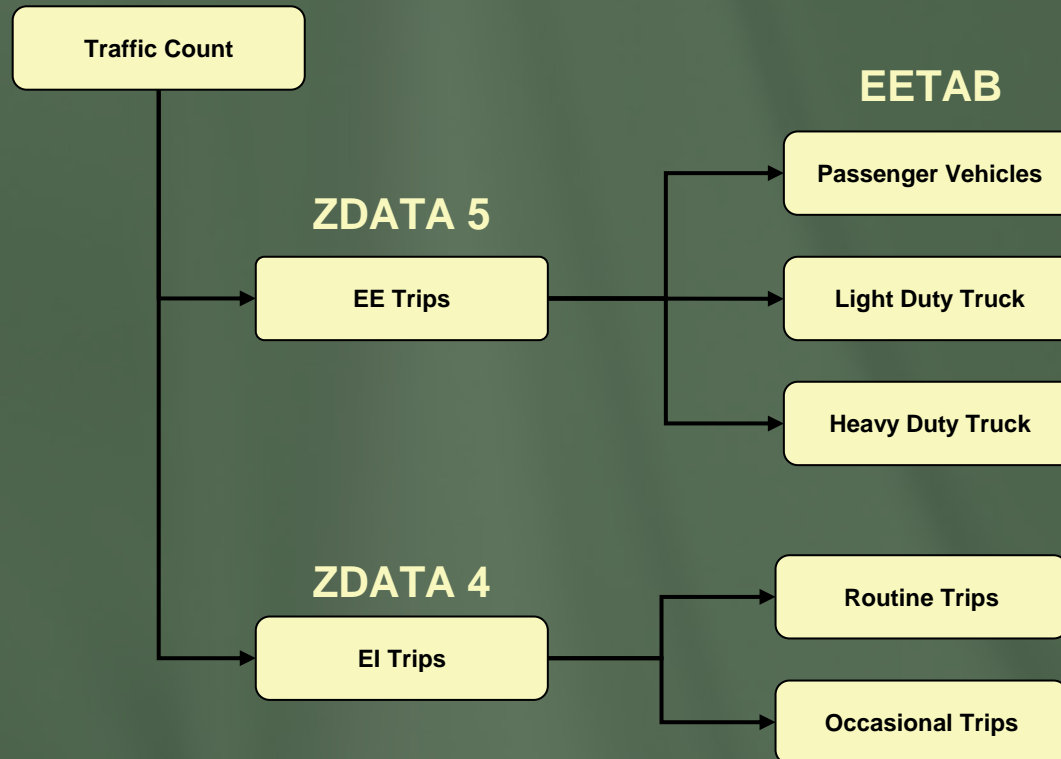 Traffic Count
EETAB
Passenger Vehicles
ZDATA 5
EE Trips
Light Duty Truck
Heavy Duty Truck
ZDATA 4
Routine Trips
EI Trips
Occasional Trips